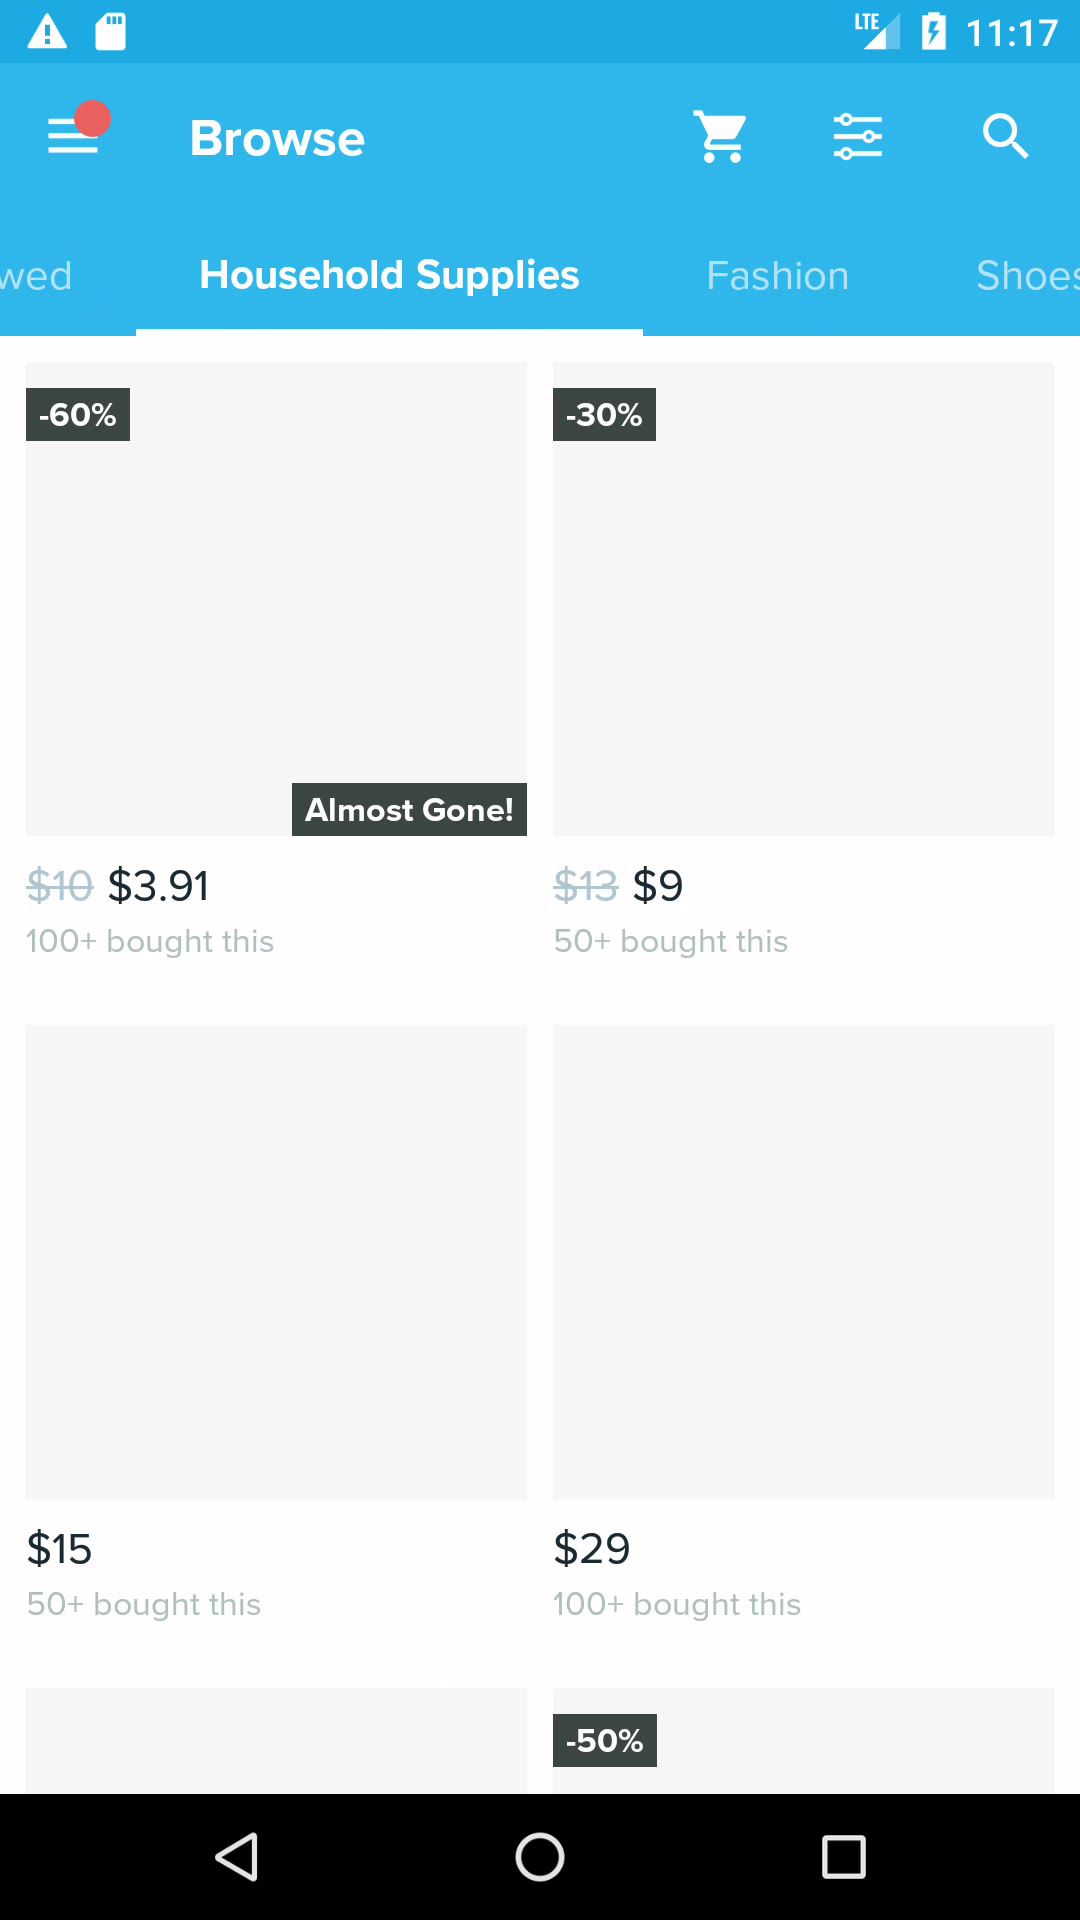 LTE 11:17
Browse
wed Household Supplies Fashion Shoes
-60% -30%
Almost Gone!
$10 $3.91 $13 $9
100+ bought this 50+ bought this
$15 $29
50+ bought this 100+ bought this
-50%